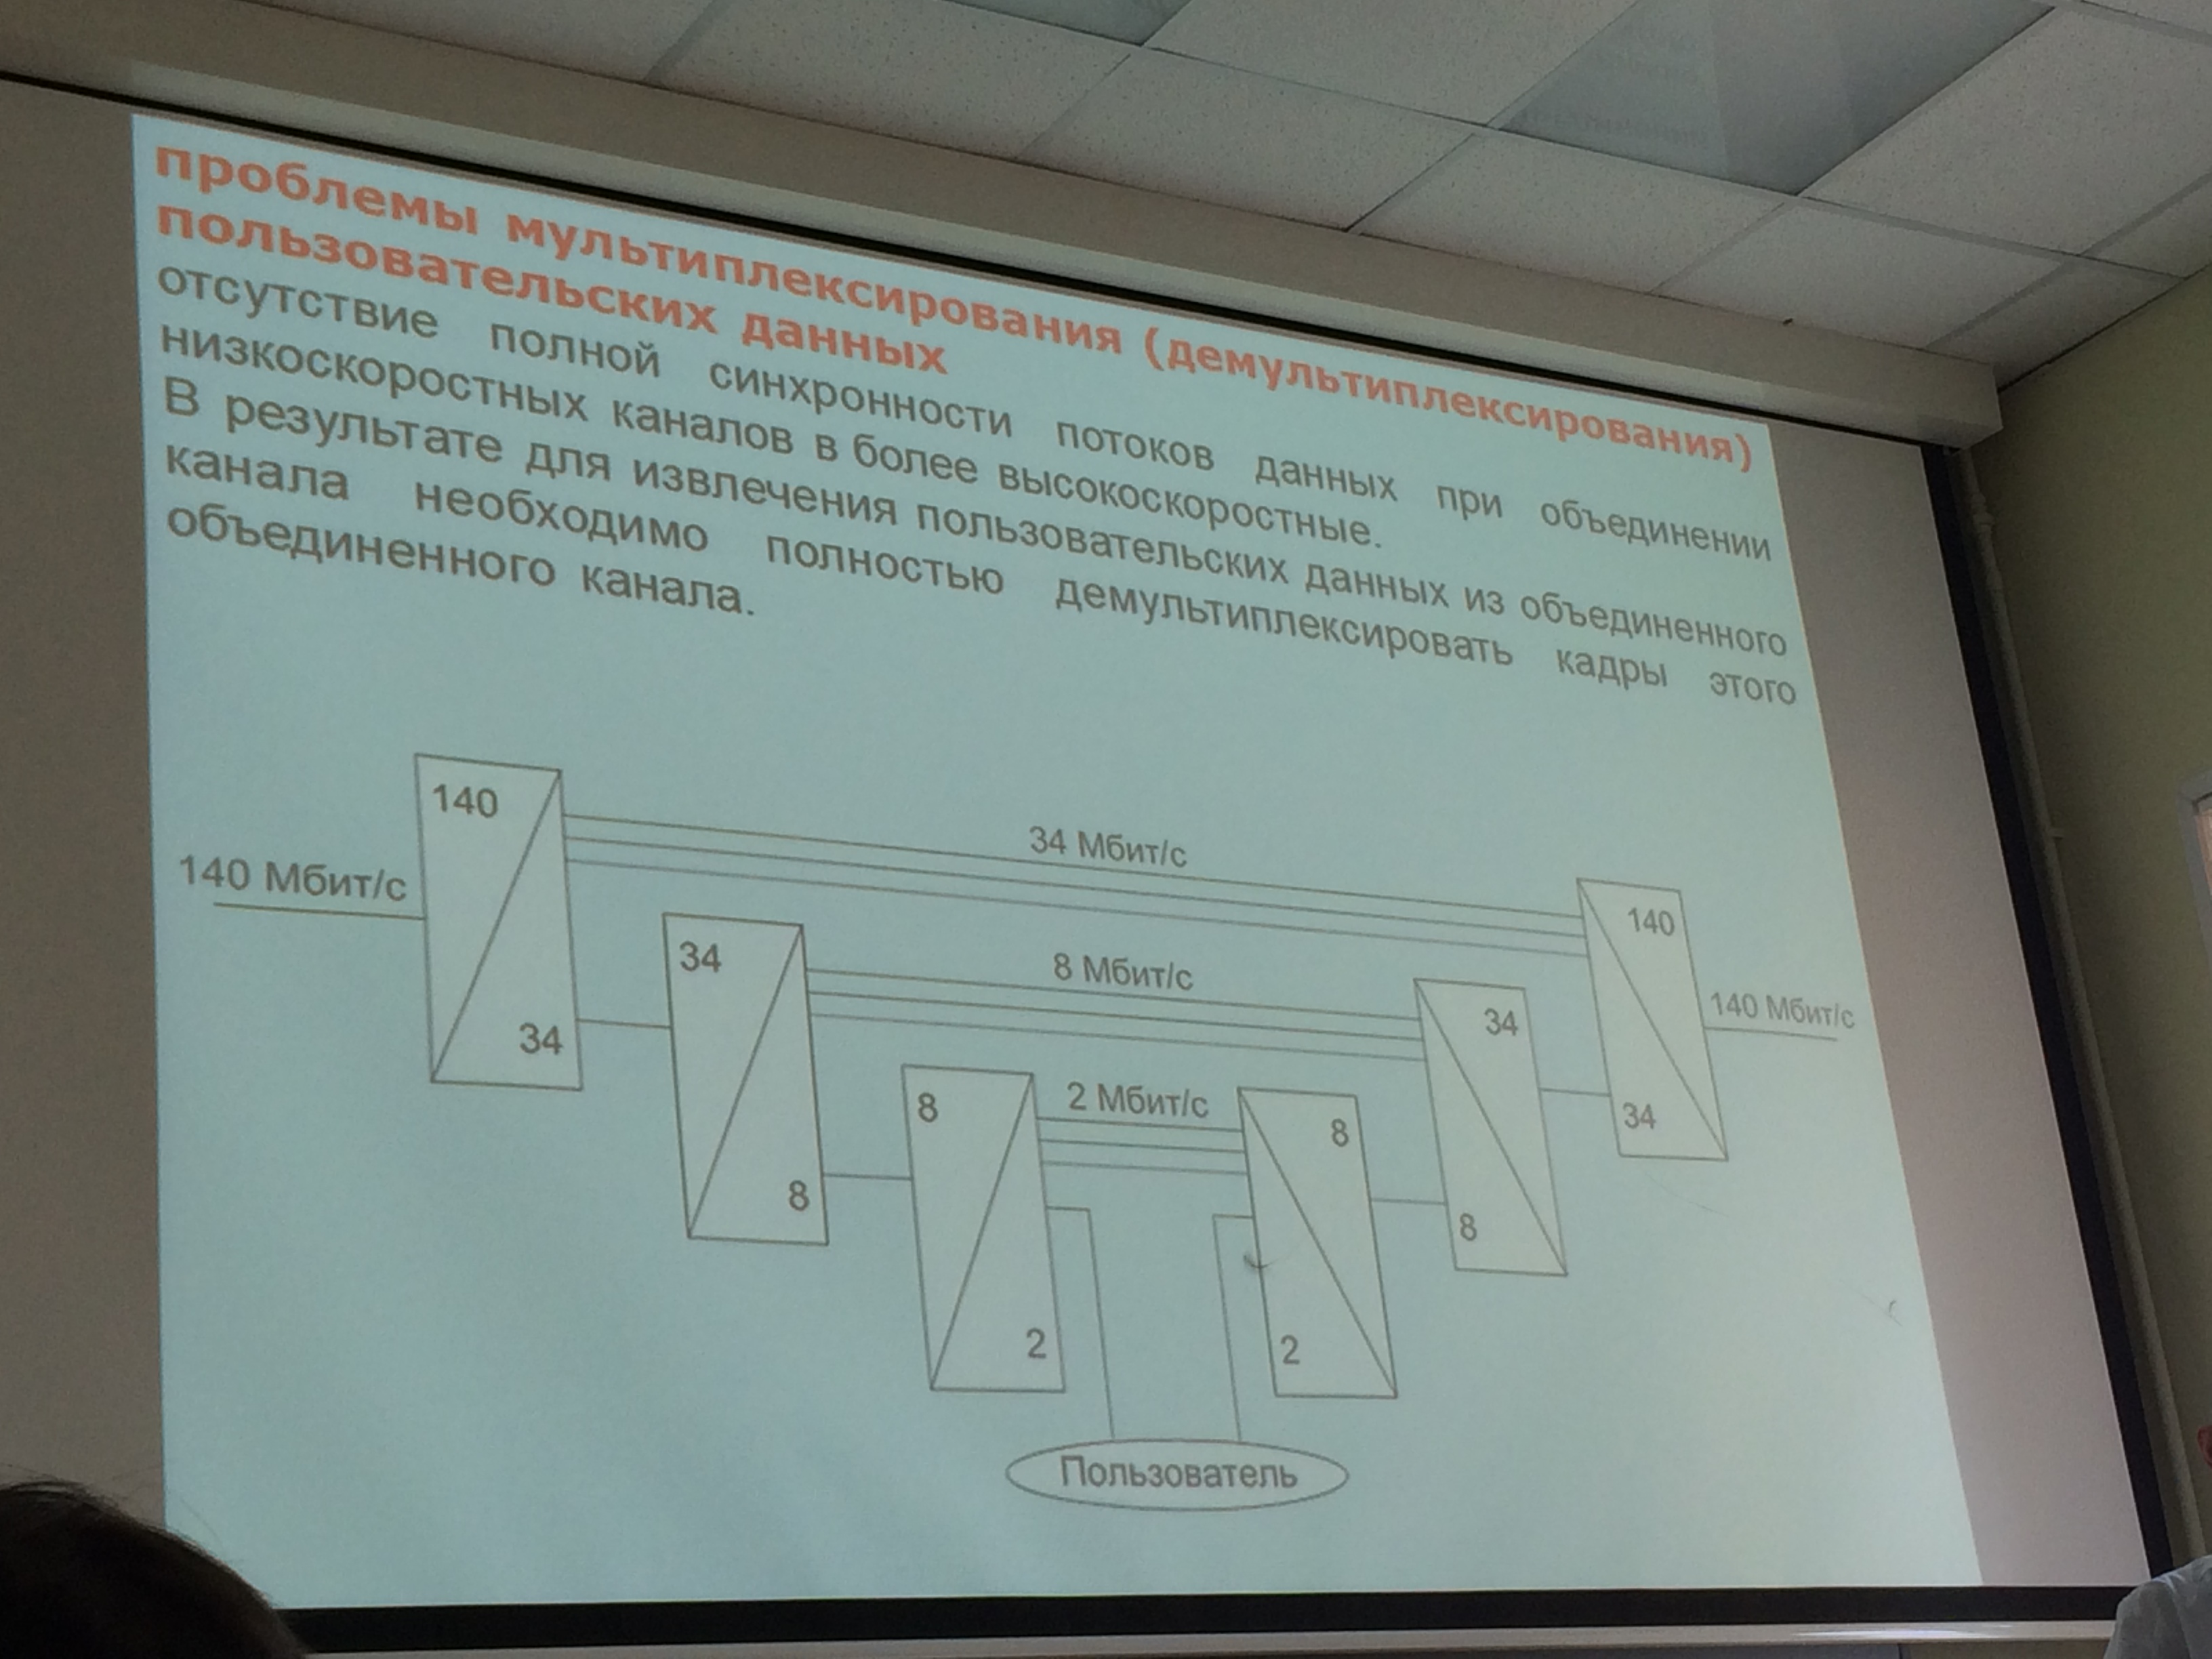 проблемы мультиплексирования (демультиплексирования)
пользовательских данных
отсутствие полной синхронности потоков данных при объединении
низкоскоростных каналов в более высокоскоростные.
В результате для извлечения пользовательских данных из объединенного
канала необходимо полностью демультиплексировать кадры этого
объединенного канала.
140
34 Мбит/с
140 Мбит/с
140
34
8 Мбит/с
34
140 Мбит/с
34
8
2 Мбит/с
8
34
8
8
2
2
Пользователь